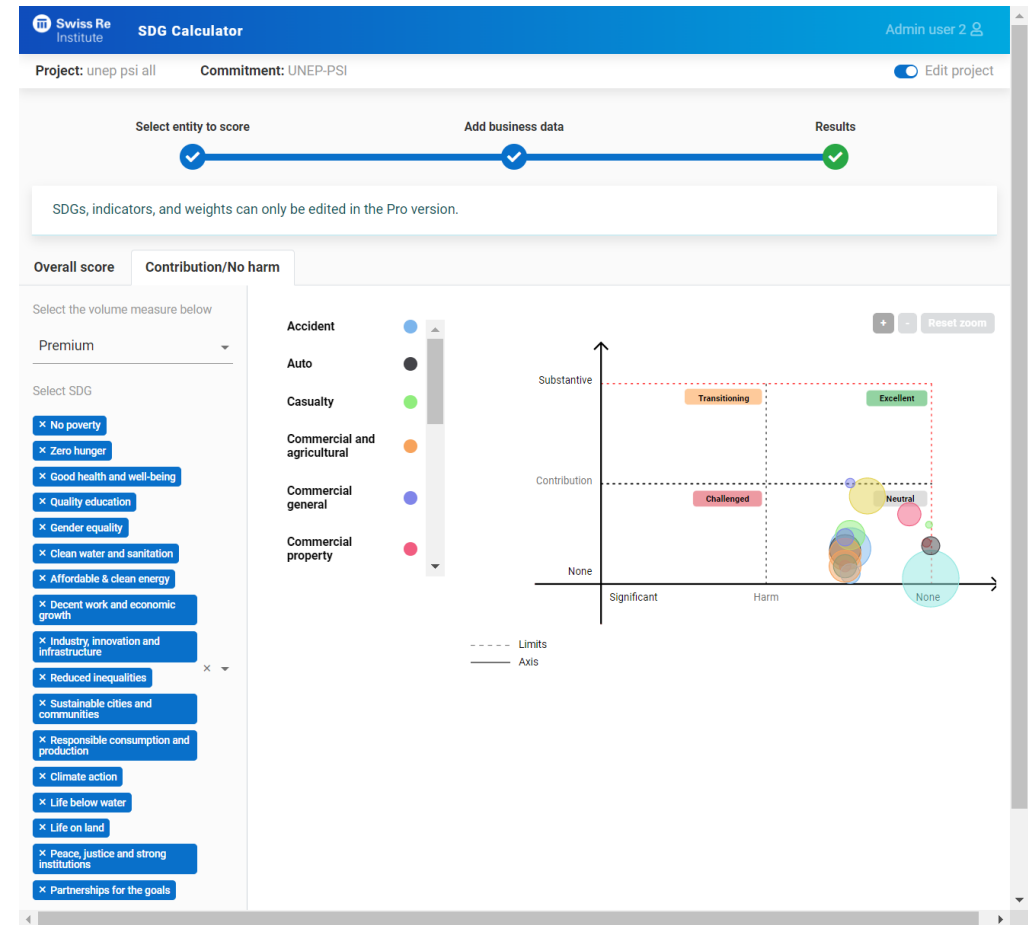 Swiss Re
Institute
SDG Calculator
Admin user 2
Project: unep psi all
Commitment: UNEP-PSI
Edit project
Select entity to score
Add business data
Results
SDGs, indicators, and weights can only be edited in the Pro version.
Overall score
Contribution/No harm
Select the volume measure below
Premium
Select SDG
× No poverty
× Zero hunger
× Good health and well-being
× Quality education
× Gender equality
× Clean water and sanitation
× Affordable & clean energy
× Decent work and economic
growth
× Industry, innovation and
infrastructure
× Reduced inequalities
× Sustainable cities and
communities
× Responsible consumption and
production
× Climate action
× Life below water
× Life on land
× Peace, justice and strong
institutions
× Partnerships for the goals
×
Accident
Auto
Casualty
Commercial and
agricultural
Commercial
general
Commercial
property
+
-
Reset zoom
Substantive
Transitioning
Excellent
Contribution
Challenged
Neutral
None
Significant
Harm
None
Limits
Axis